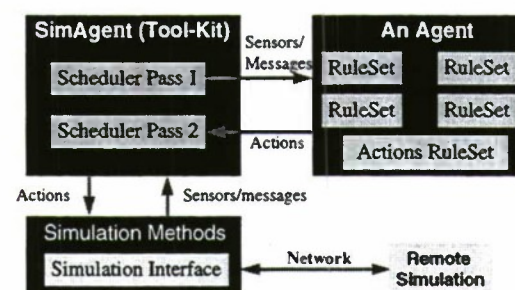 SimAgent (Tool-Kit)
Scheduler Pass 1
Scheduler Pass 2
Sensors/
Messages
Actions
An Agent
RuleSet
RuleSet
RuleSet
RuleSet
Actions RuleSet
Actions
Sensors/messages
Simulation Methods
Simulation Interface
Network
Remote
Simulation